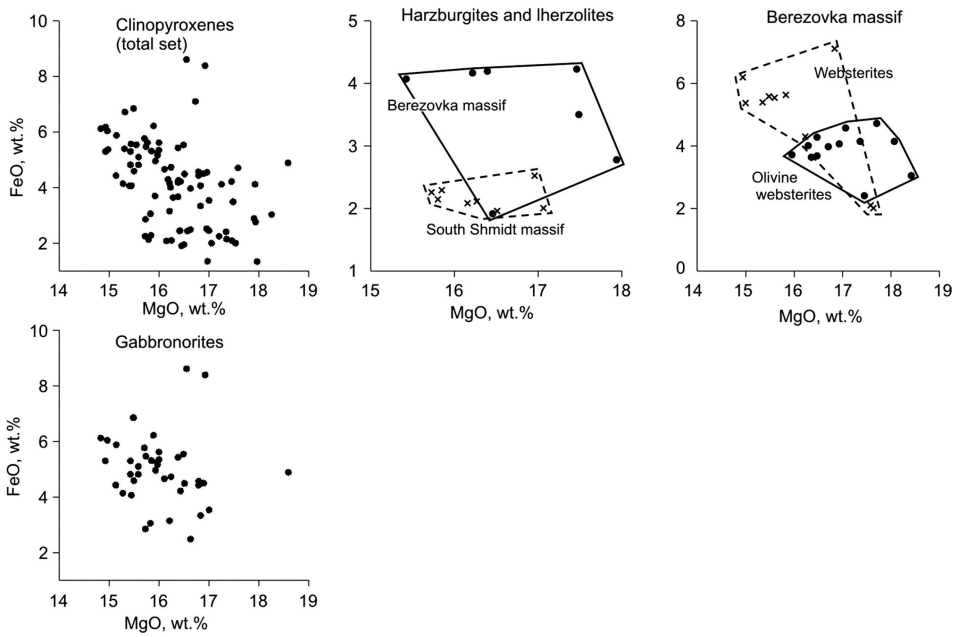 Clinopyroxenes
(total set)
FeO, wt.%
10
8
6
4
2
14 15 16 17 18 19
MgO, wt.%
Harzburgites and lherzolites
5
4
3
2
1
Berezovka massif
South Shmidt massif
15 16 17 18
MgO, wt.%
Berezovka massif
8
6
4
2
0
Websterites
Olivine
websterites
14 15 16 17 18 19
MgO, wt.%
Gabbronorites
FeO, wt.%
10
8
6
4
2
14 15 16 17 18 19
MgO, wt.%